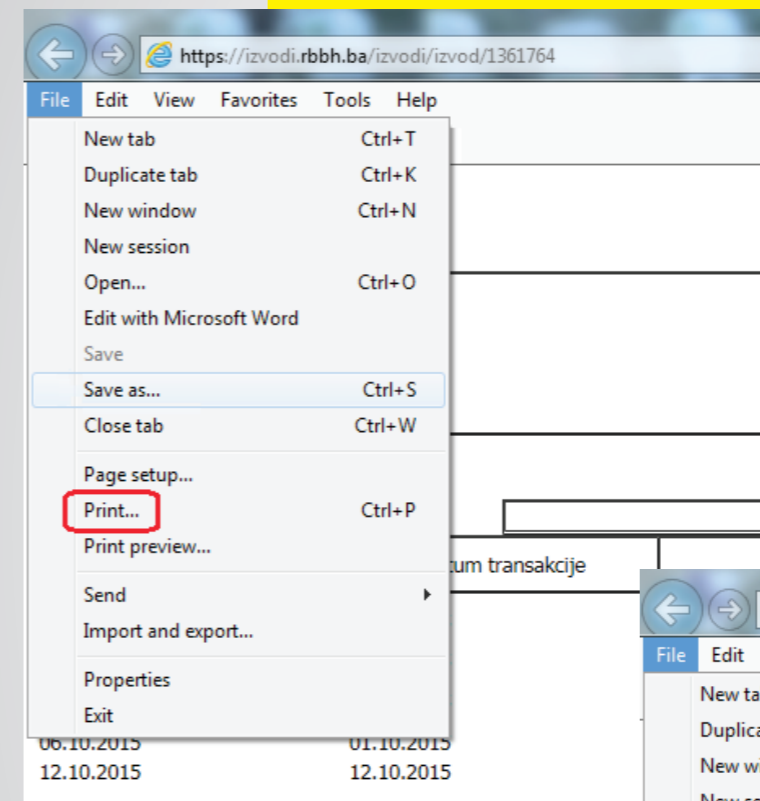 https://izvodi.rbbh.ba/izvodi/izvod/1361764
File Edit View Favorites Tools Help
New tab Ctrl+T
Duplicate tab Ctrl+K
New window Ctrl+N
New session
Open... Ctrl+O
Edit with Microsoft Word
Save
Save as... Ctrl+S
Close tab Ctrl+W
Page setup...
Print... Ctrl+P
Print preview...
Send
Import and export...
Properties
Exit
um transakcije
06.10.2015 01.10.2015
12.10.2015 12.10.2015
File Edit
New ta
Duplica
New wi